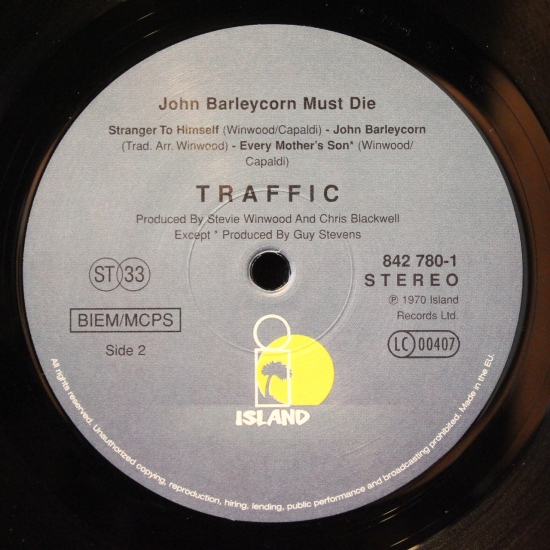 John Barleycorn Must Die
Stranger To Himself (Winwood/Capaldi) - John Barleycorn
(Trad. Arr. Winwood) - Every Mother's Son* (Winwood/
Capaldi)
TRAFFIC
Produced By Stevie Winwood And Chris Blackwell
Except * Produced By Guy Stevens
ST 33
842 780-1
STEREO
℗ 1970 Island
Records Ltd.
BIEM/MCPS
LC 00407
Side 2
i
ISLAND
All rights reserved. Unauthorized copying, reproduction, hiring, lending, public performance and broadcasting prohibited. Made in the EU.